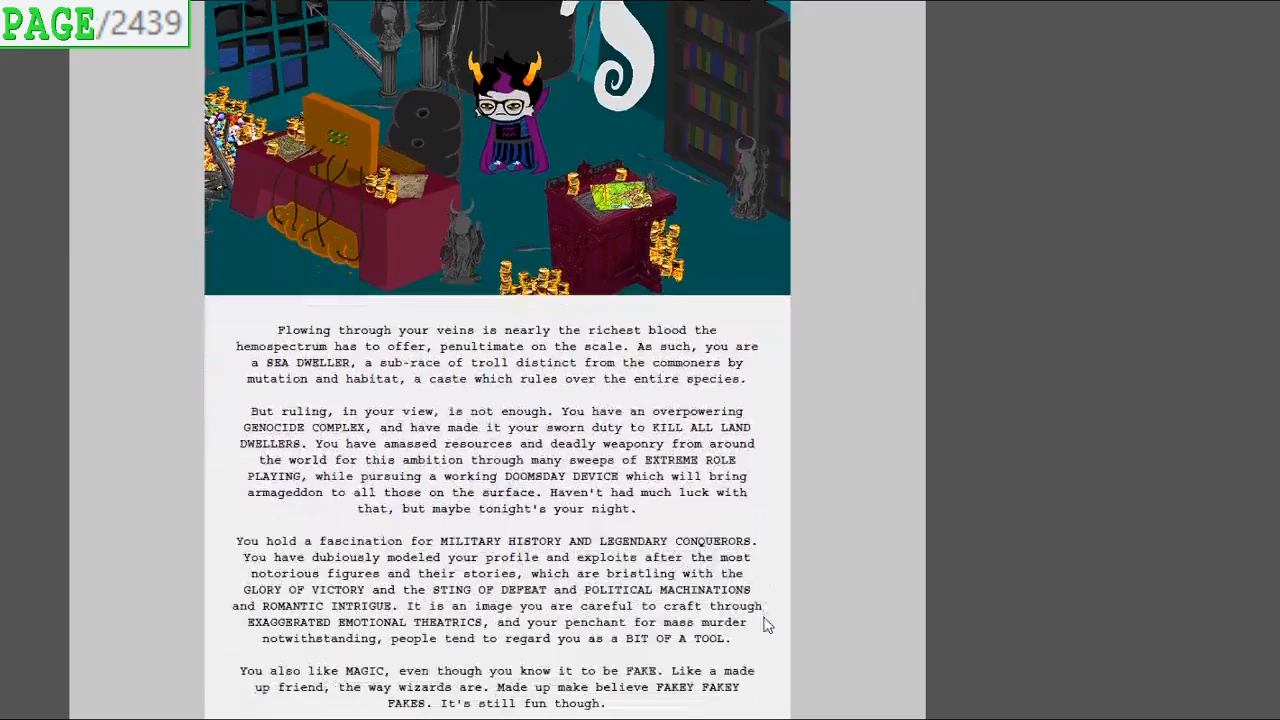 PAGE/2439
Flowing through your veins is nearly the richest blood the
hemospectrum has to offer, penultimate on the scale. As such, you are
a SEA DWELLER, a sub-race of troll distinct from the commoners by
mutation and habitat, a caste which rules over the entire species.
But ruling, in your view, is not enough. You have an overpowering
GENOCIDE COMPLEX, and have made it your sworn duty to KILL ALL LAND
DWELLERS. You have amassed resources and deadly weaponry from around
the world for this ambition through many sweeps of EXTREME ROLE
PLAYING, while pursuing a working DOOMSDAY DEVICE which will bring
armageddon to all those on the surface. Haven't had much luck with
that, but maybe tonight's your night.
You hold a fascination for MILITARY HISTORY AND LEGENDARY CONQUERORS.
You have dubiously modeled your profile and exploits after the most
notorious figures and their stories, which are bristling with the
GLORY OF VICTORY and the STING OF DEFEAT and POLITICAL MACHINATIONS
and ROMANTIC INTRIGUE. It is an image you are careful to craft through
EXAGGERATED EMOTIONAL THEATRICS, and your penchant for mass murder
notwithstanding, people tend to regard you as a BIT OF A TOOL.
You also like MAGIC, even though you know it to be FAKE. Like a made
up friend, the way wizards are. Made up make believe FAKEY FAKEY
FAKES. It's still fun though.